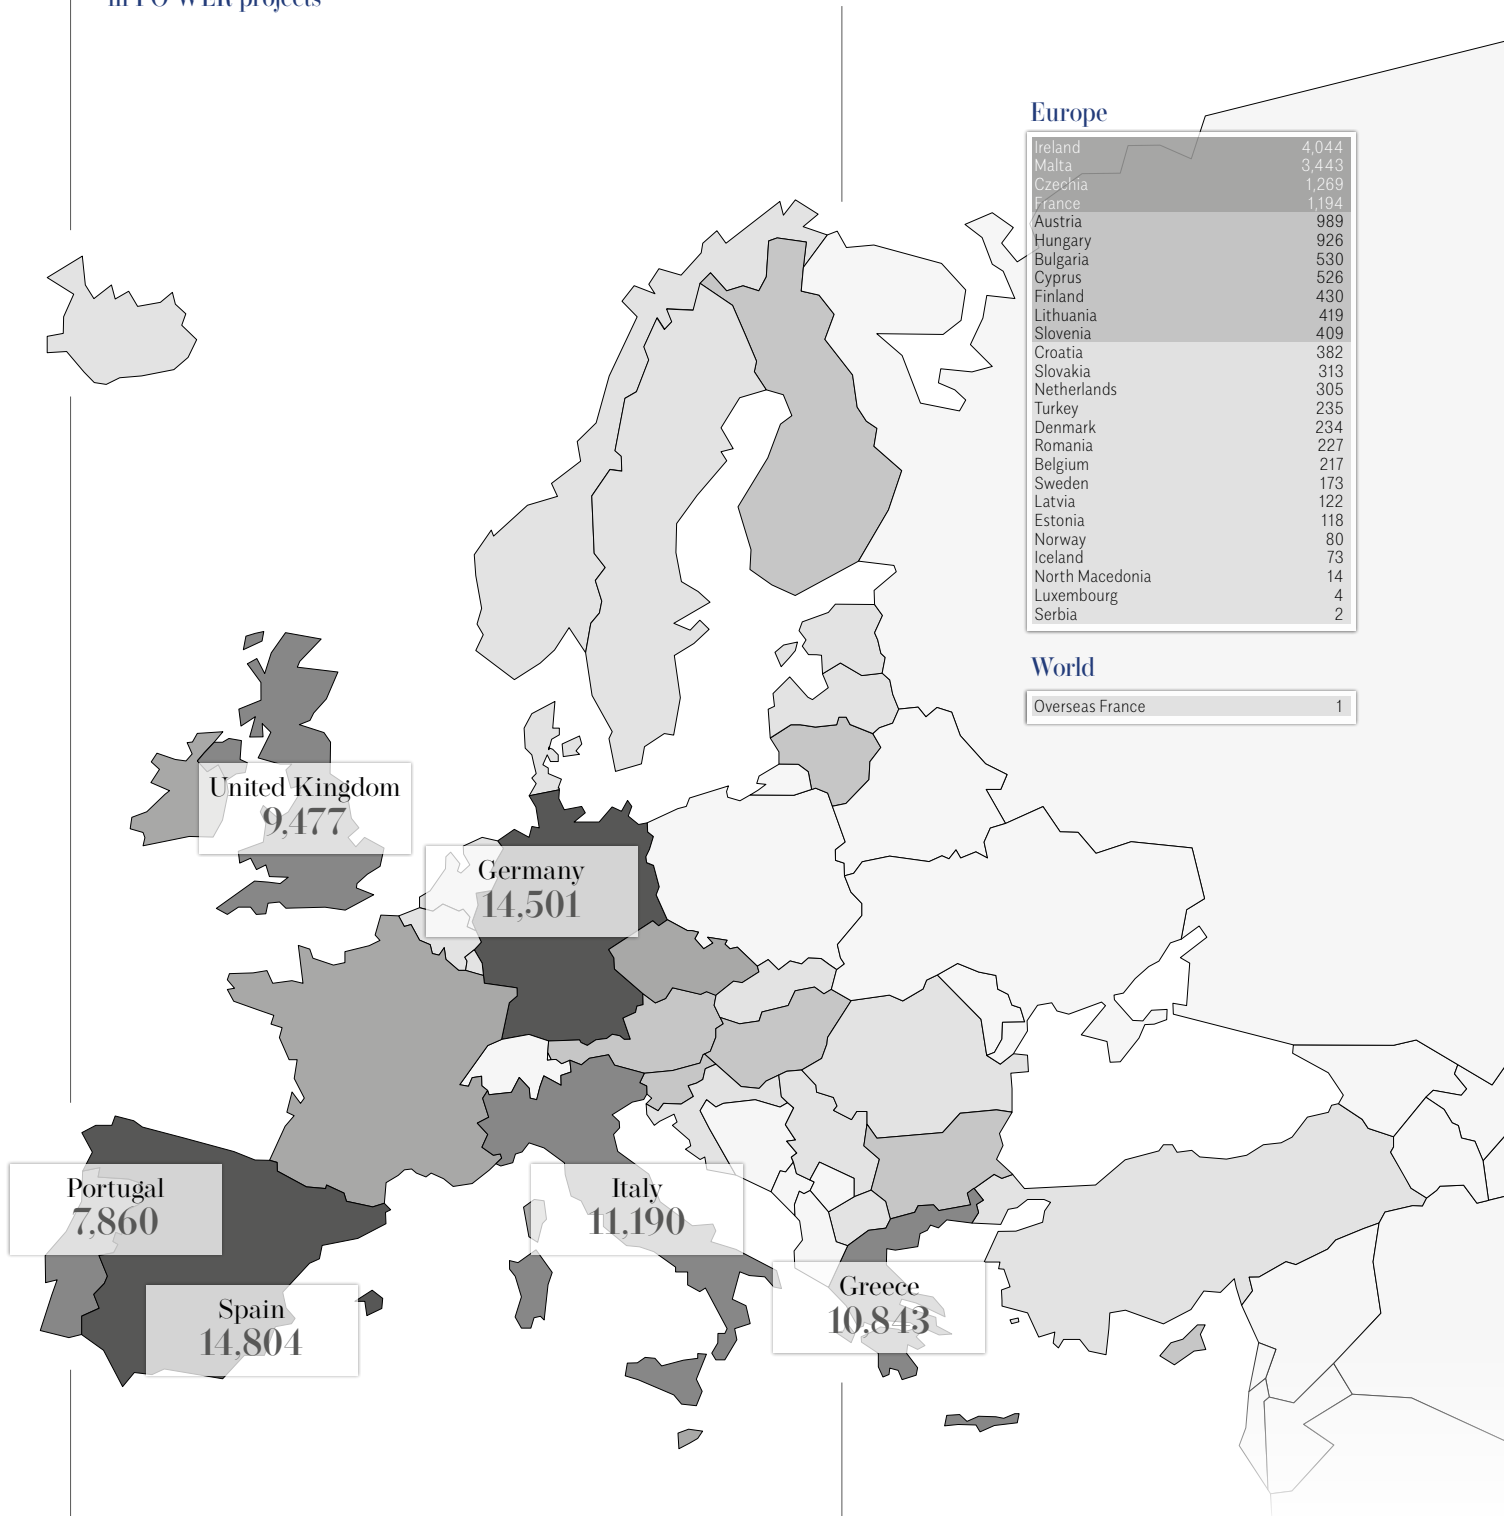 in PO WER projects
Europe
Ireland 4,044
Malta 3,443
Czechia 1,269
France 1,194
Austria 989
Hungary 926
Bulgaria 530
Cyprus 526
Finland 430
Lithuania 419
Slovenia 409
Croatia 382
Slovakia 313
Netherlands 305
Turkey 235
Denmark 234
Romania 227
Belgium 217
Sweden 173
Latvia 122
Estonia 118
Norway 80
Iceland 73
North Macedonia 14
Luxembourg 4
Serbia 2
World
Overseas France 1
United Kingdom
9,477
Germany
14,501
Portugal
7,860
Italy
11,190
Spain
14,804
Greece
10,843